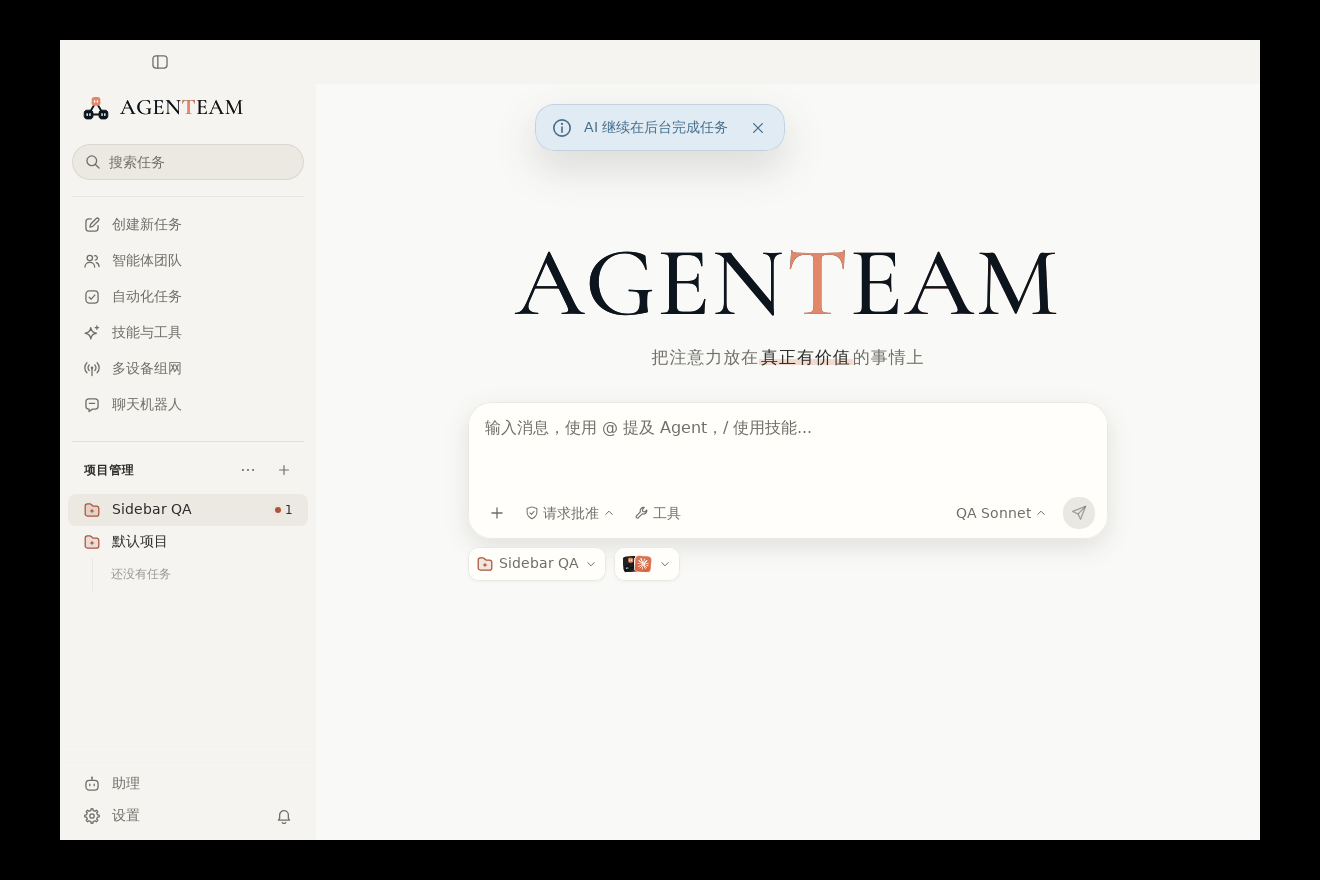 AGENTEAM
搜索任务
创建新任务
智能体团队
自动化任务
技能与工具
多设备组网
聊天机器人
项目管理
Sidebar QA
1
默认项目
还没有任务
助理
设置
AI 继续在后台完成任务
AGENTEAM
把注意力放在真正有价值的事情上
输入消息，使用 @ 提及 Agent，/ 使用技能...
请求批准
工具
QA Sonnet
Sidebar QA